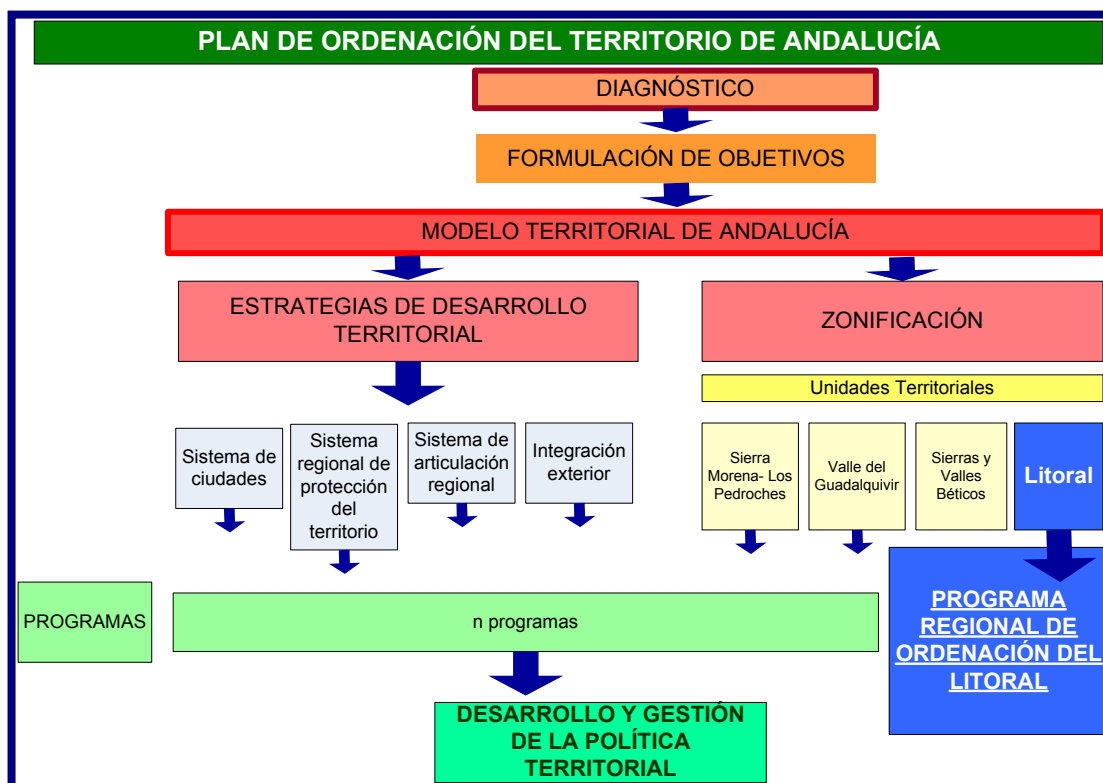 PLAN DE ORDENACIÓN DEL TERRITORIO DE ANDALUCÍA
DIAGNÓSTICO
FORMULACIÓN DE OBJETIVOS
MODELO TERRITORIAL DE ANDALUCÍA
ESTRATEGIAS DE DESARROLLO
TERRITORIAL
ZONIFICACIÓN
Unidades Territoriales
Sistema de
ciudades
Sistema
regional de
protección
del
territorio
Sistema de
articulación
regional
Integración
exterior
Sierra
Morena- Los
Pedroches
Valle del
Guadalquivir
Sierras y
Valles
Béticos
Litoral
PROGRAMAS
n programas
PROGRAMA
REGIONAL DE
ORDENACIÓN DEL
LITORAL
DESARROLLO Y GESTIÓN
DE LA POLÍTICA
TERRITORIAL